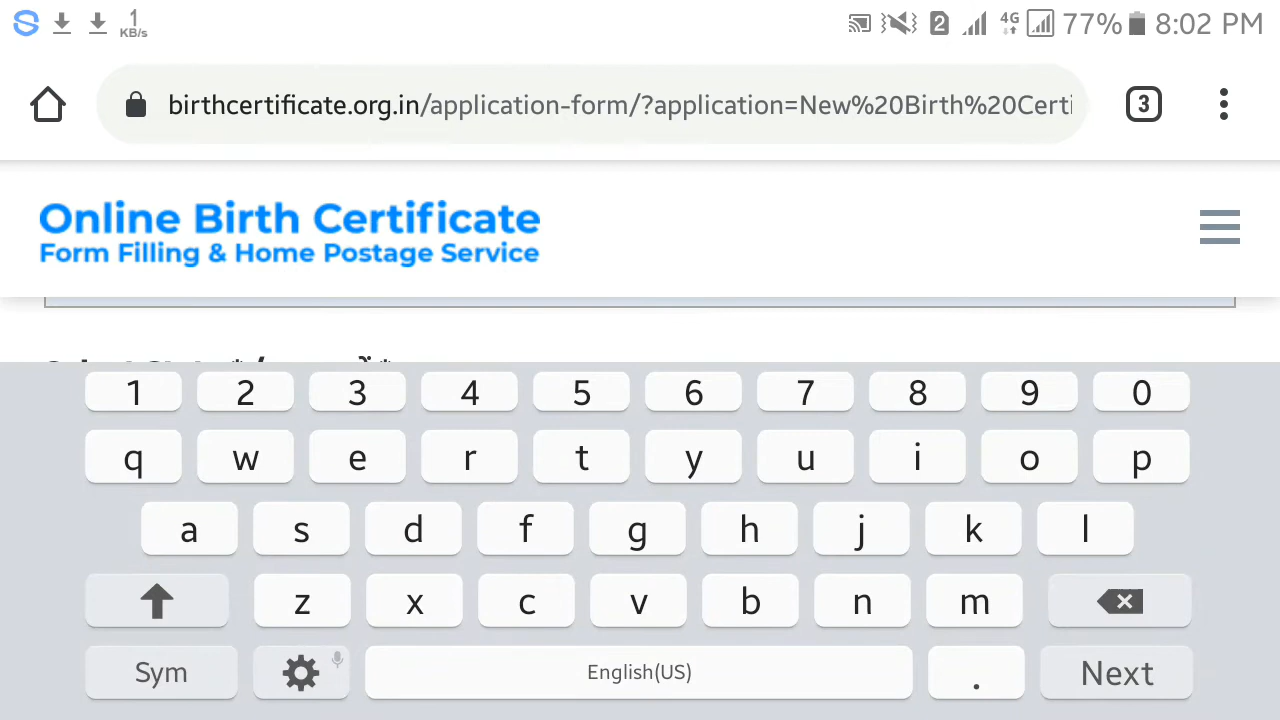 1 KB/s 2 4G 77% 8:02 PM
birthcertificate.org.in/application-form/?application=New%20Birth%20Certi
3
Online Birth Certificate
Form Filling & Home Postage Service
1 2 3 4 5 6 7 8 9 0
q w e r t y u i o p
a s d f g h j k l
z x c v b n m
Sym English(US) . Next